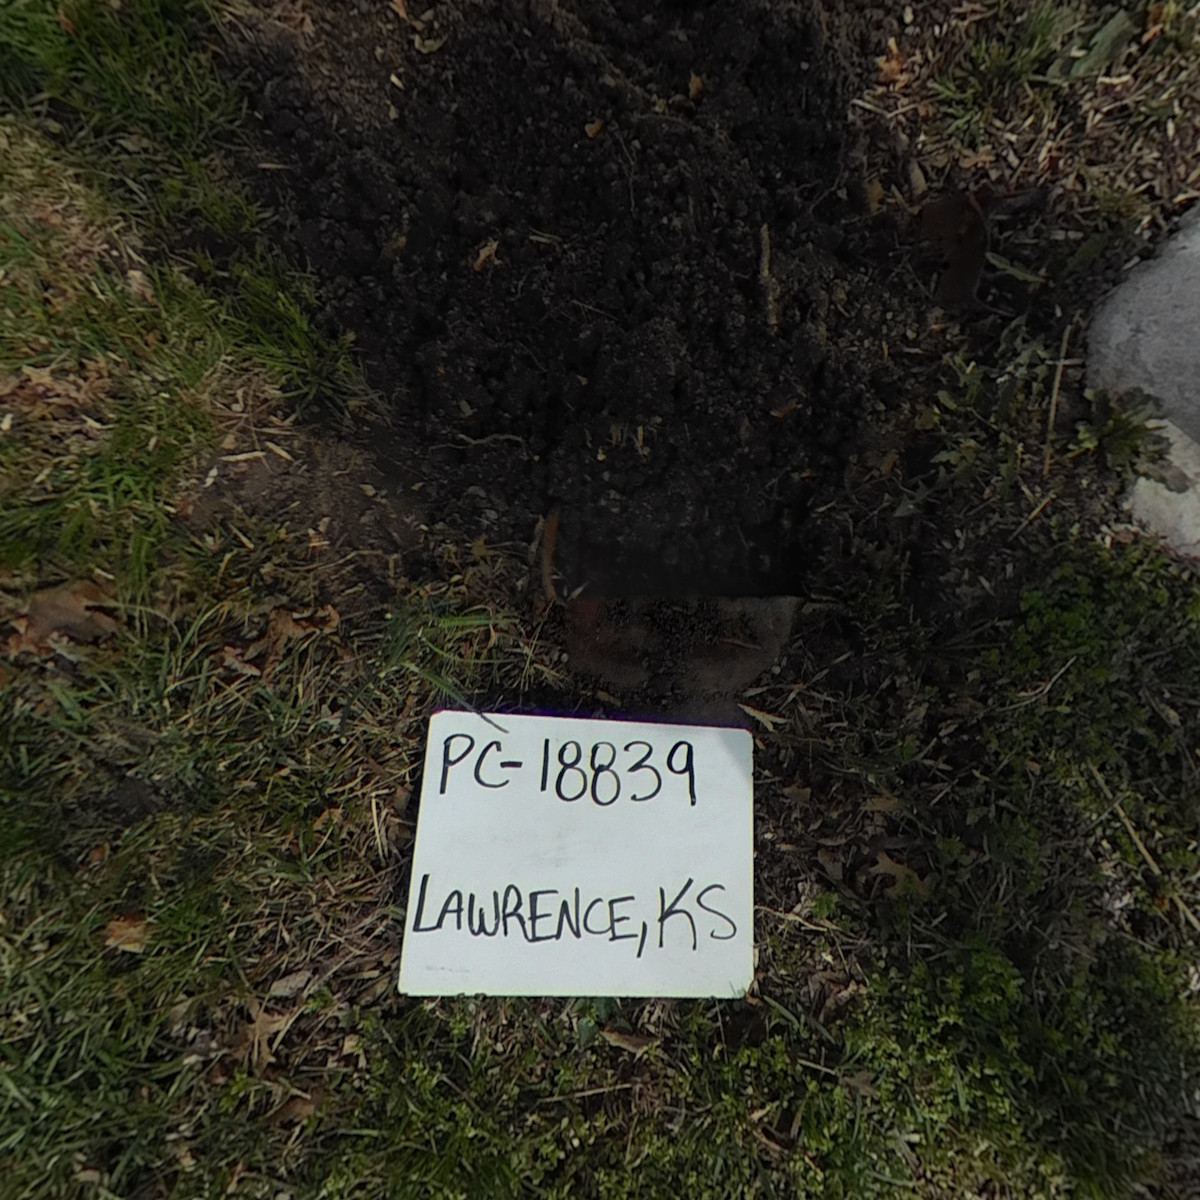 PC-18839
LAWRENCE, KS